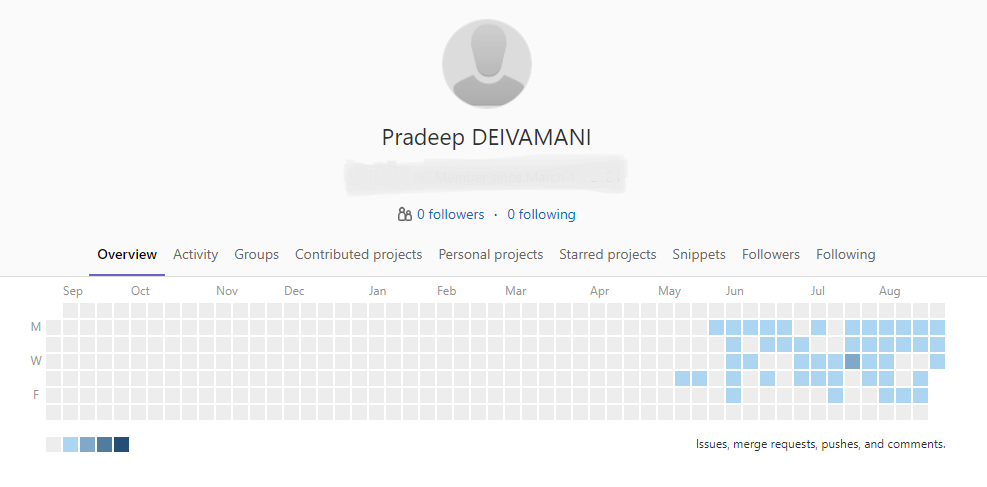 Pradeep DEIVAMANI
0 followers · 0 following
Overview Activity Groups Contributed projects Personal projects Starred projects Snippets Followers Following
Sep Oct Nov Dec Jan Feb Mar Apr May Jun Jul Aug
M
W
F
Issues, merge requests, pushes, and comments.